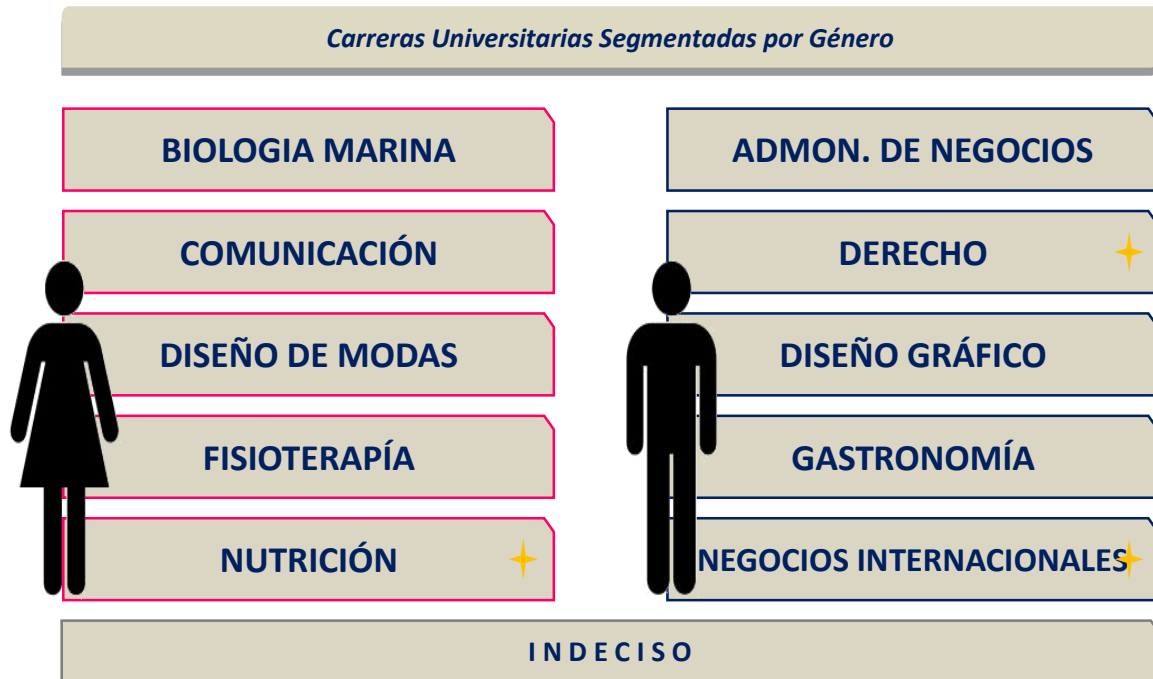 Carreras Universitarias Segmentadas por Género
BIOLOGIA MARINA
COMUNICACIÓN
DISEÑO DE MODAS
FISIOTERAPÍA
NUTRICIÓN
ADMON. DE NEGOCIOS
DERECHO
DISEÑO GRÁFICO
GASTRONOMÍA
NEGOCIOS INTERNACIONALES
INDECISO